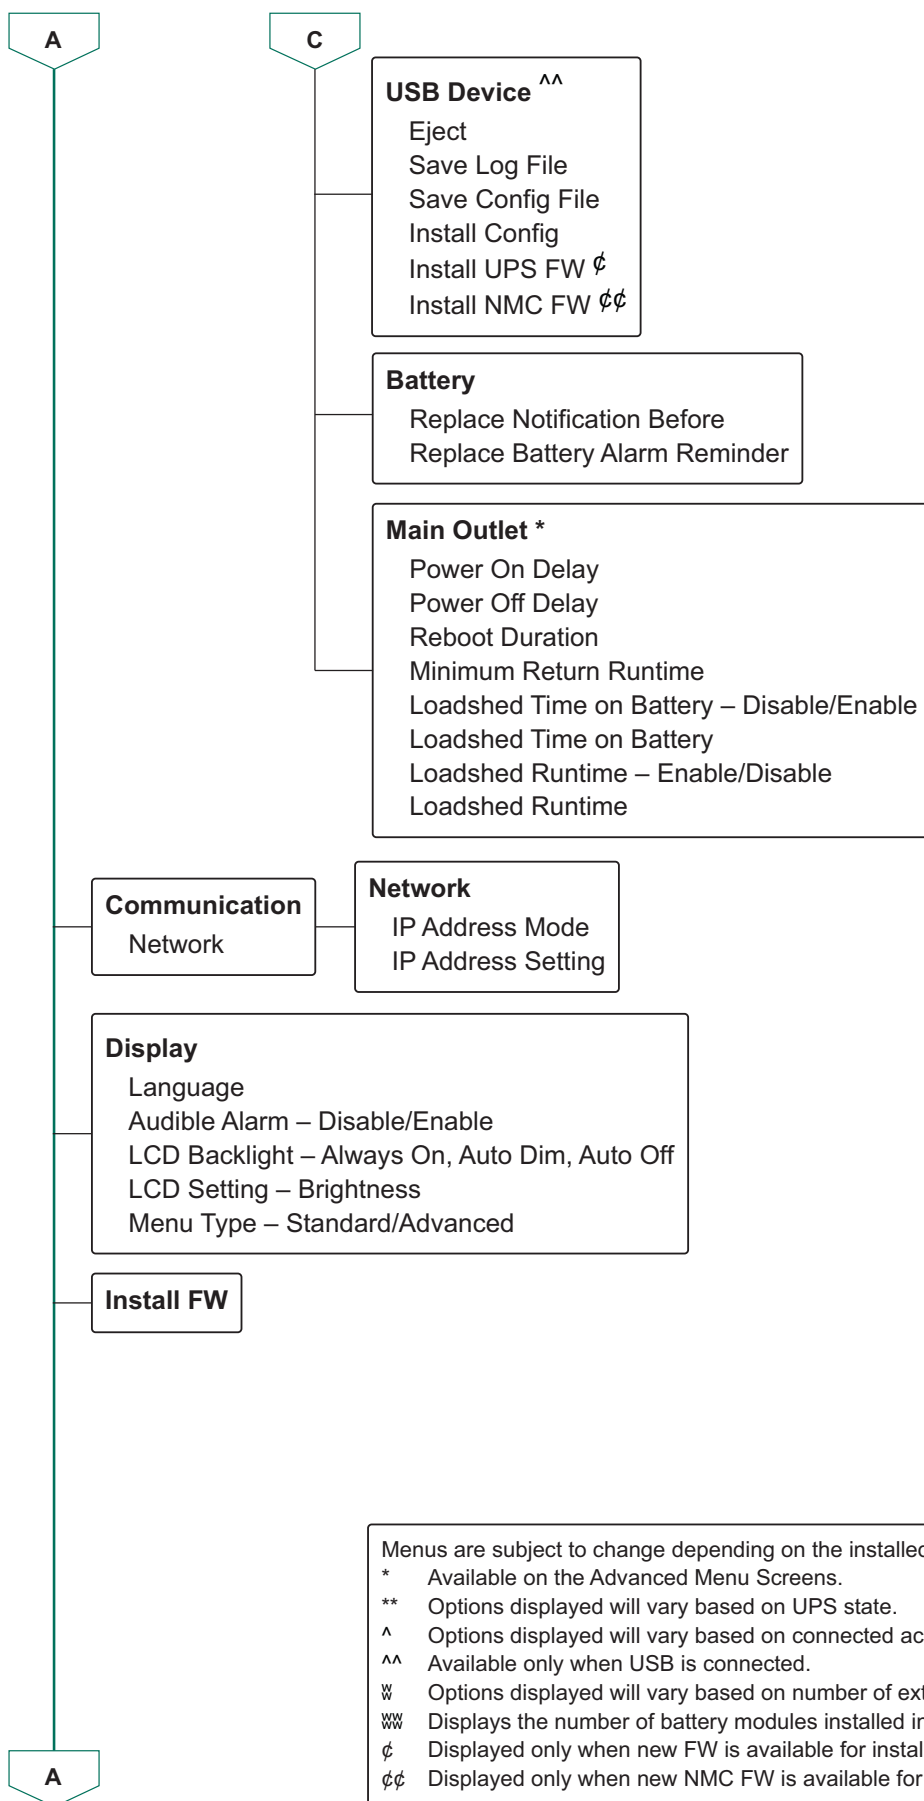 A
C
USB Device ^^
Eject
Save Log File
Save Config File
Install Config
Install UPS FW ¢
Install NMC FW ¢¢
Battery
Replace Notification Before
Replace Battery Alarm Reminder
Main Outlet *
Power On Delay
Power Off Delay
Reboot Duration
Minimum Return Runtime
Loadshed Time on Battery – Disable/Enable
Loadshed Time on Battery
Loadshed Runtime – Enable/Disable
Loadshed Runtime
Communication
Network
Network
IP Address Mode
IP Address Setting
Display
Language
Audible Alarm – Disable/Enable
LCD Backlight – Always On, Auto Dim, Auto Off
LCD Setting – Brightness
Menu Type – Standard/Advanced
Install FW
Menus are subject to change depending on the installed
* Available on the Advanced Menu Screens.
** Options displayed will vary based on UPS state.
^ Options displayed will vary based on connected
^^ Available only when USB is connected.
Options displayed will vary based on number of
Displays the number of battery modules installed
¢ Displayed only when new FW is available for
¢¢ Displayed only when new NMC FW is available for
A